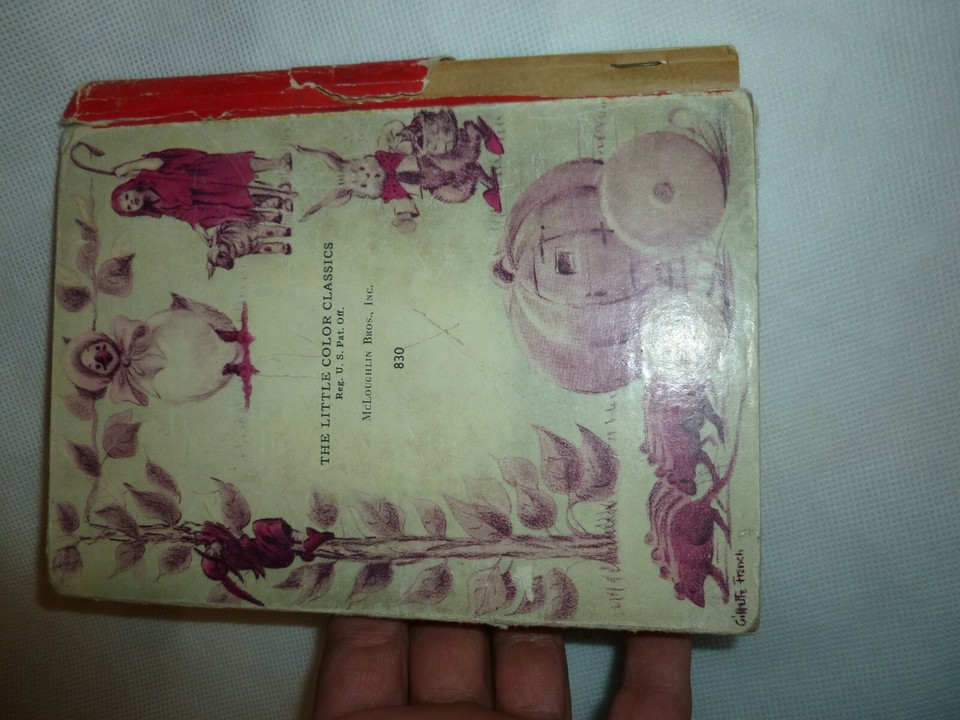 THE LITTLE COLOR CLASSICS
Reg. U. S. Pat. Off.
McLoughlin Bros., Inc.
830
Gillette French